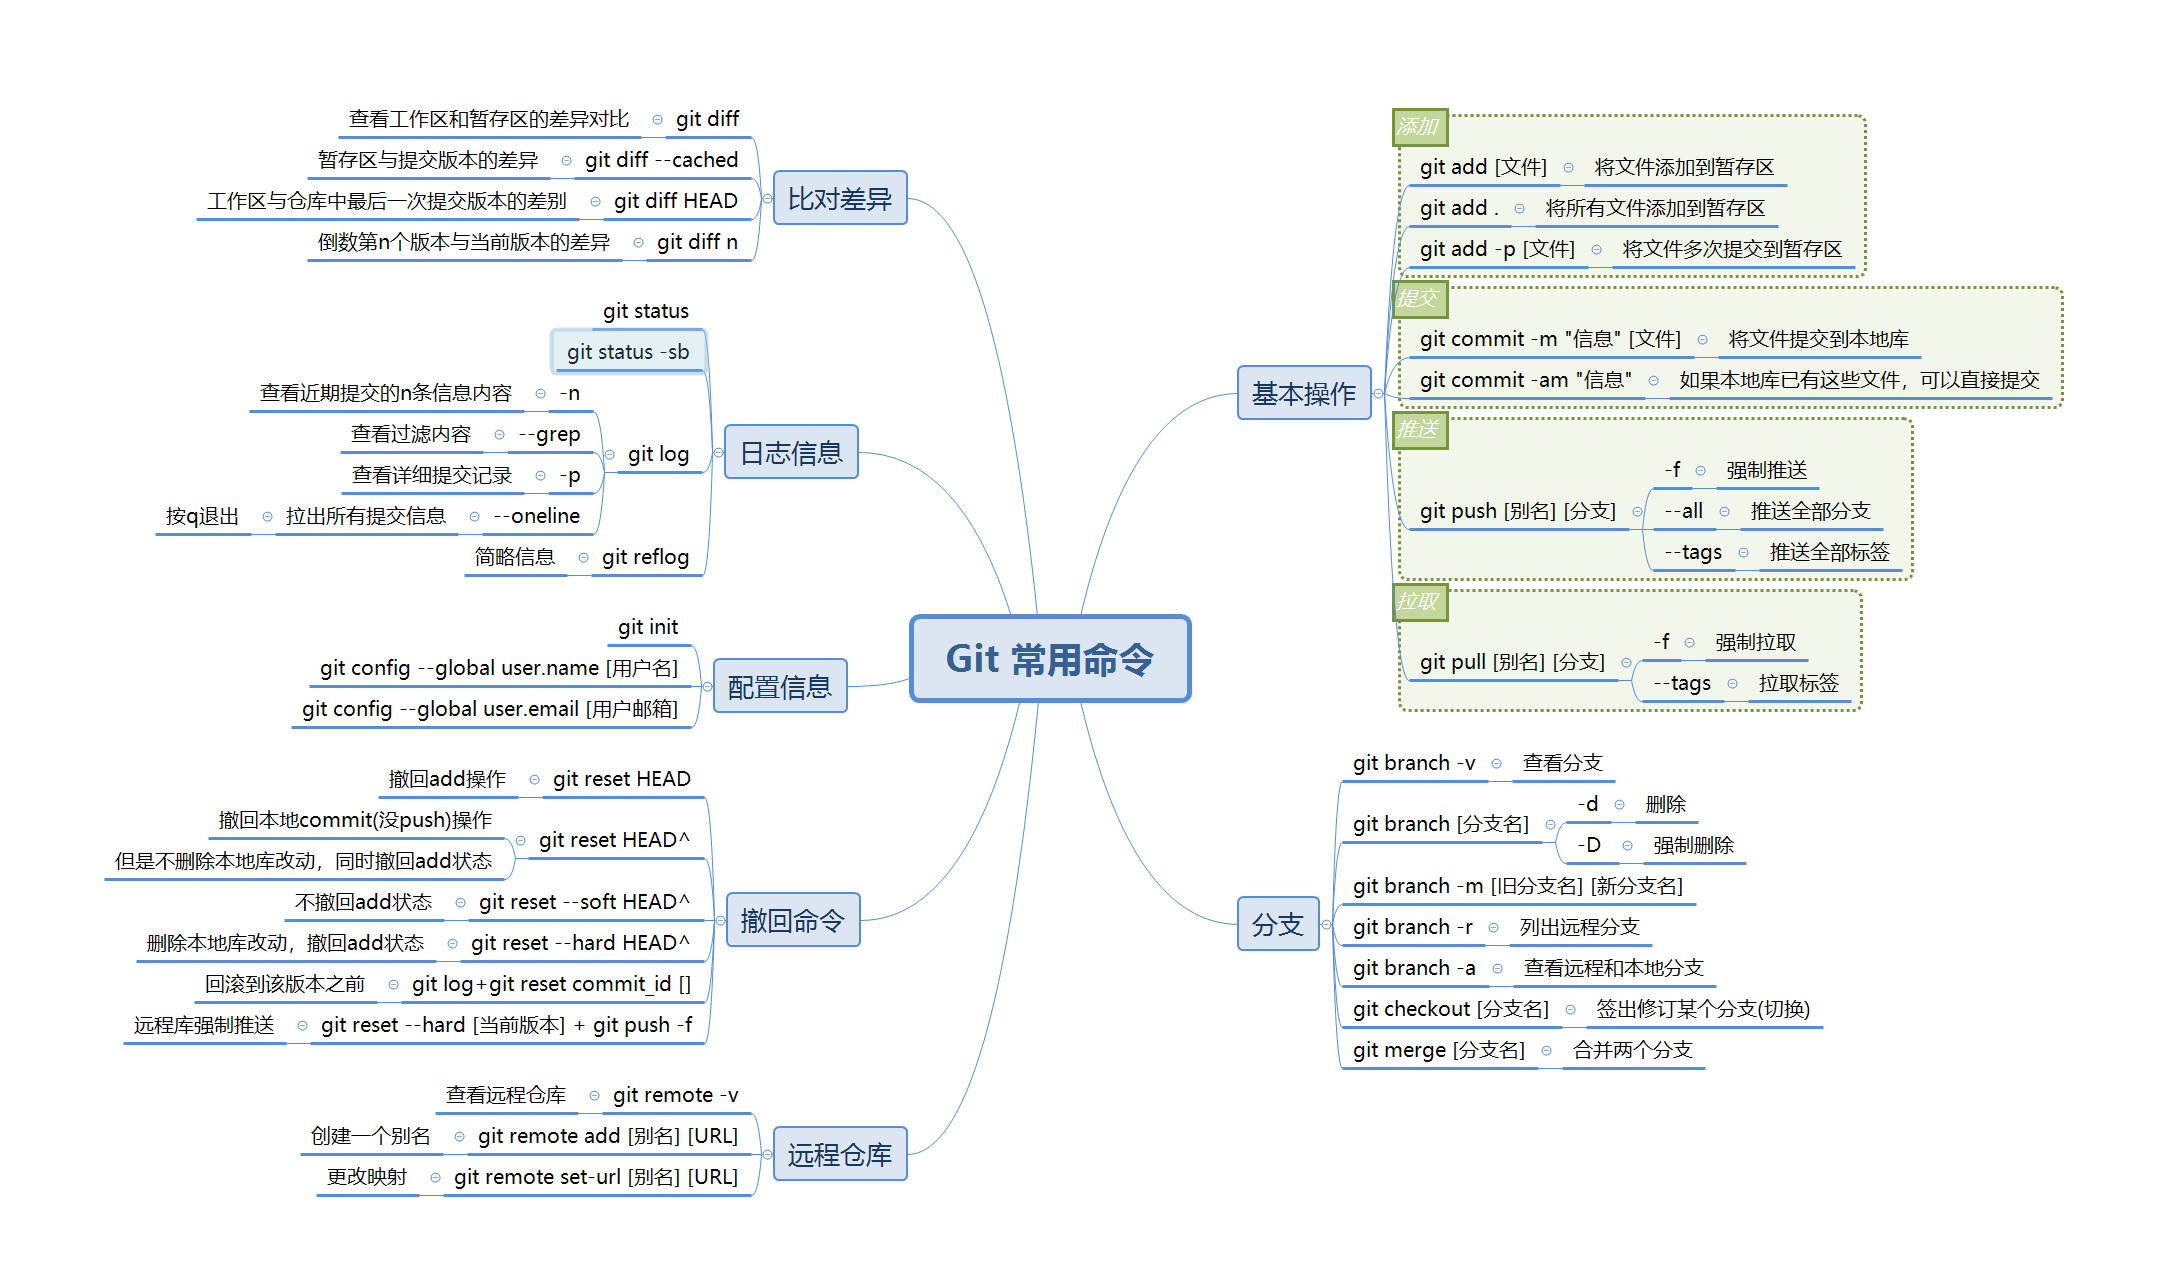 Git 常用命令
基本操作
添加
git add [文件] 将文件添加到暂存区
git add . 将所有文件添加到暂存区
git add -p [文件] 将文件多次提交到暂存区
提交
git commit -m "信息" [文件] 将文件提交到本地库
git commit -am "信息" 如果本地库已有这些文件，可以直接提交
推送
git push [别名] [分支]
-f 强制推送
--all 推送全部分支
--tags 推送全部标签
拉取
git pull [别名] [分支]
-f 强制拉取
--tags 拉取标签
分支
git branch -v 查看分支
git branch [分支名]
-d 删除
-D 强制删除
git branch -m [旧分支名] [新分支名]
git branch -r 列出远程分支
git branch -a 查看远程和本地分支
git checkout [分支名] 签出修订某个分支(切换)
git merge [分支名] 合并两个分支
比对差异
查看工作区和暂存区的差异对比 git diff
暂存区与提交版本的差异 git diff --cached
工作区与仓库中最后一次提交版本的差别 git diff HEAD
倒数第n个版本与当前版本的差异 git diff n
日志信息
git status
git status -sb
git log
查看近期提交的n条信息内容 -n
查看过滤内容 --grep
查看详细提交记录 -p
按q退出 拉出所有提交信息 --oneline
简略信息 git reflog
配置信息
git init
git config --global user.name [用户名]
git config --global user.email [用户邮箱]
撤回命令
撤回add操作 git reset HEAD
git reset HEAD^
撤回本地commit(没push)操作
但是不删除本地库改动，同时撤回add状态
不撤回add状态 git reset --soft HEAD^
删除本地库改动，撤回add状态 git reset --hard HEAD^
回滚到该版本之前 git log+git reset commit_id []
远程库强制推送 git reset --hard [当前版本] + git push -f
远程仓库
查看远程仓库 git remote -v
创建一个别名 git remote add [别名] [URL]
更改映射 git remote set-url [别名] [URL]